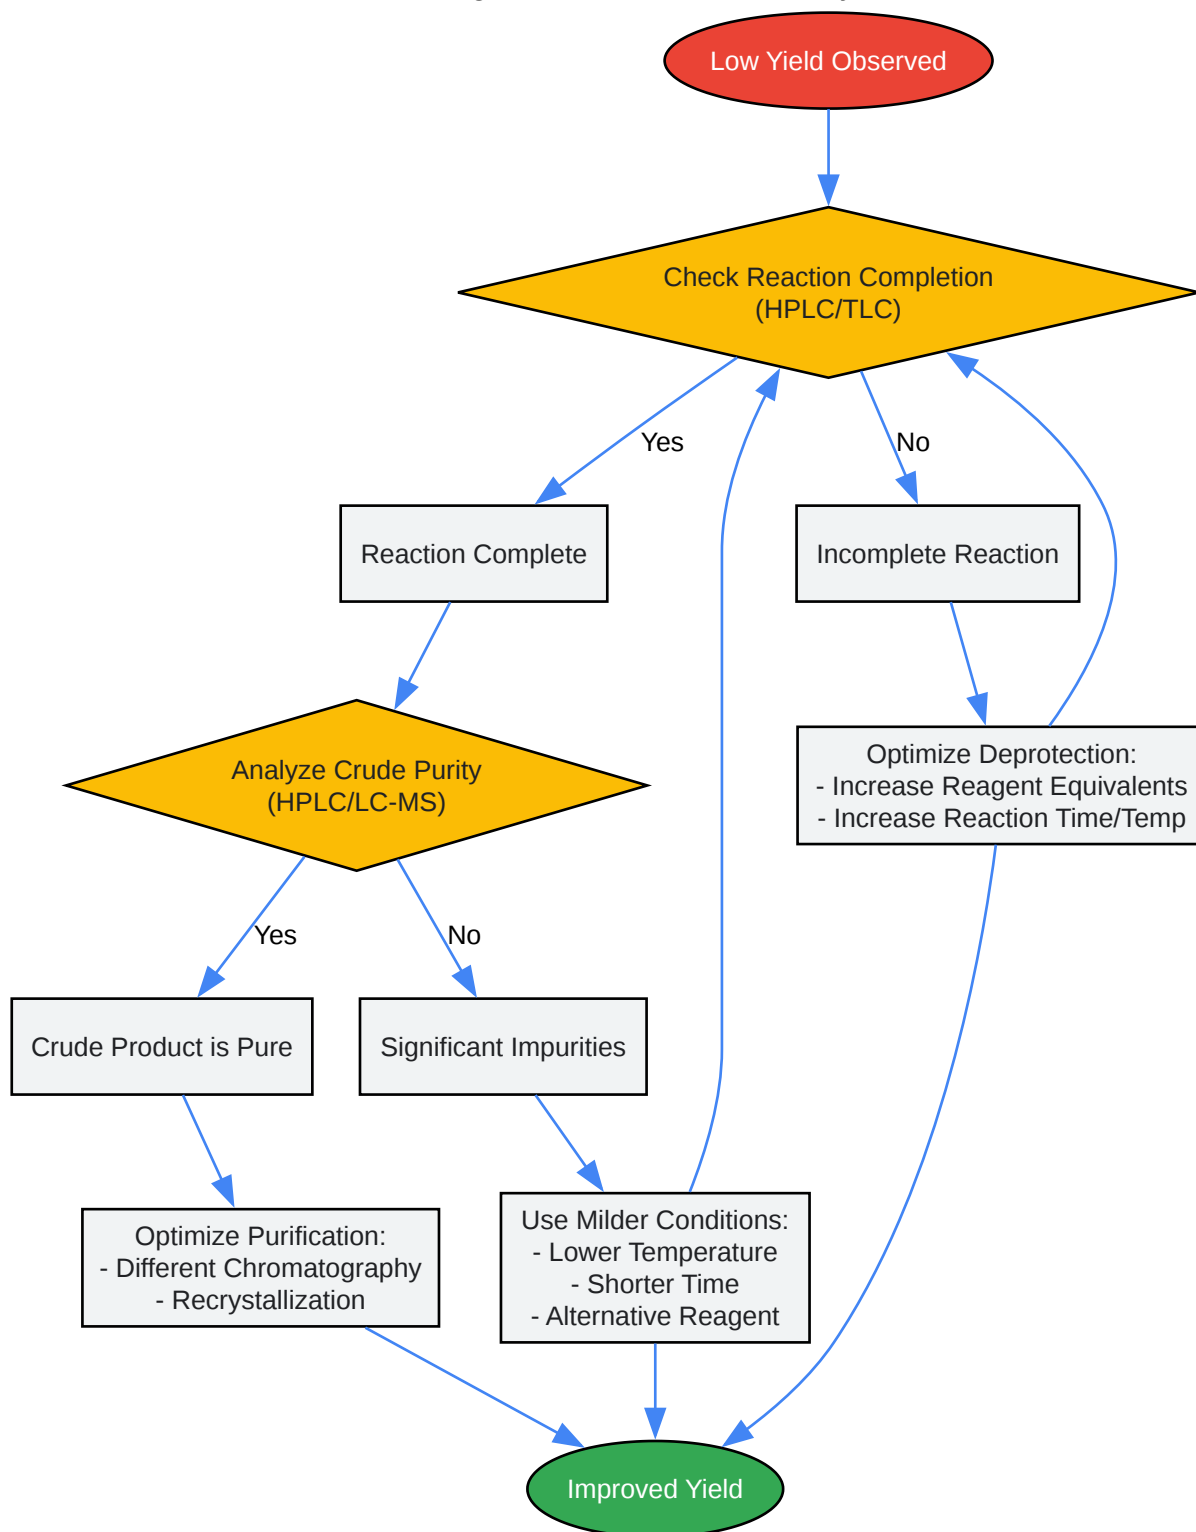 Low Yield Observed
Check Reaction Completion
(HPLC/TLC)
Yes
No
Reaction Complete
Incomplete Reaction
Analyze Crude Purity
(HPLC/LC-MS)
Optimize Deprotection:
- Increase Reagent Equivalents
- Increase Reaction Time/Temp
Yes
No
Crude Product is Pure
Significant Impurities
Optimize Purification:
- Different Chromatography
- Recrystallization
Use Milder Conditions:
- Lower Temperature
- Shorter Time
- Alternative Reagent
Improved Yield